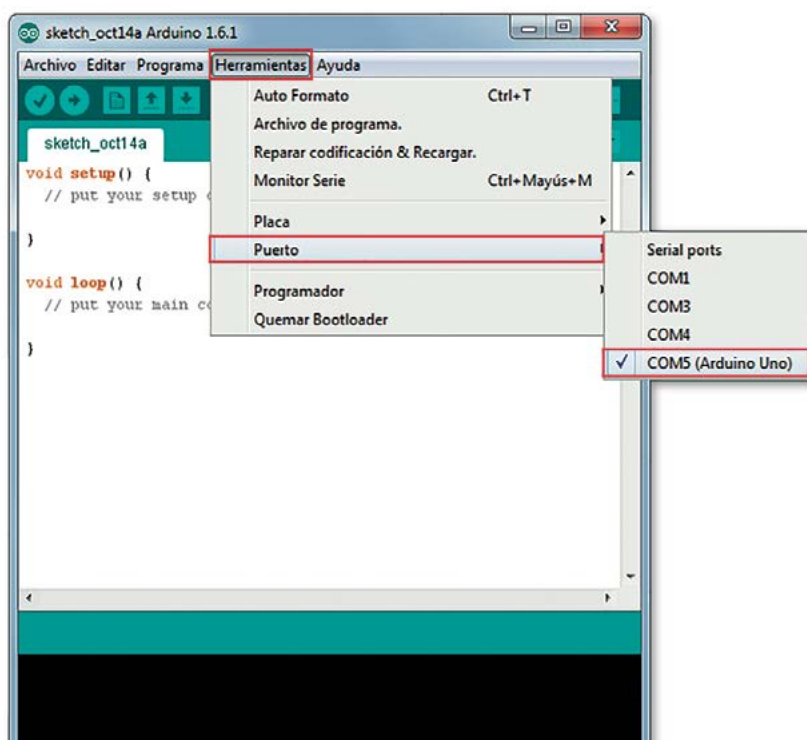 sketch_oct14a Arduino 1.6.1
Archivo Editar Programa Herramientas Ayuda
Auto Formato Ctrl+T
Archivo de programa.
Reparar codificación & Recargar.
Monitor Serie Ctrl+Mayús+M
Placa
Puerto
Programador
Quemar Bootloader
Serial ports
COM1
COM3
COM4
COM5 (Arduino Uno)
sketch_oct14a
void setup() {
// put your setup
}
void loop() {
// put your main
}